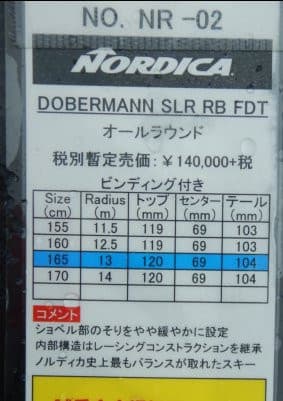 NO. NR -02
NORDICA
DOBERMANN SLR RB FDT
オールラウンド
税別暫定売価：￥140,000+税
ビンディング付き
Size (cm) Radius (m) トップ (mm) センター (mm) テール (mm)
155 11.5 119 69 103
160 12.5 119 69 103
165 13 120 69 104
170 14 120 69 104
コメント
ショベル部のそりをやや緩やかに設定
内部構造はレーシングコンストラクションを継承
ノルディカ史上最もバランスが取れたスキー